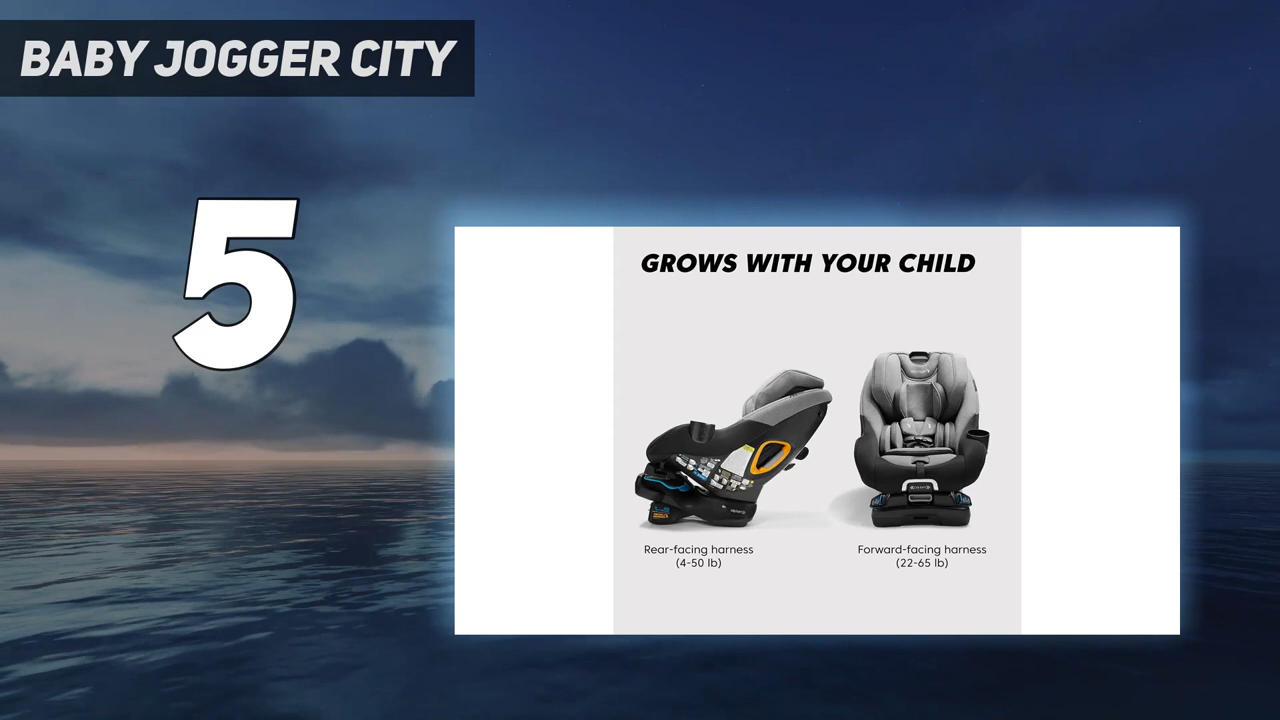 BABY JOGGER CITY
5
GROWS WITH YOUR CHILD
Rear-facing harness
(4-50 lb)
Forward-facing harness
(22-65 lb)